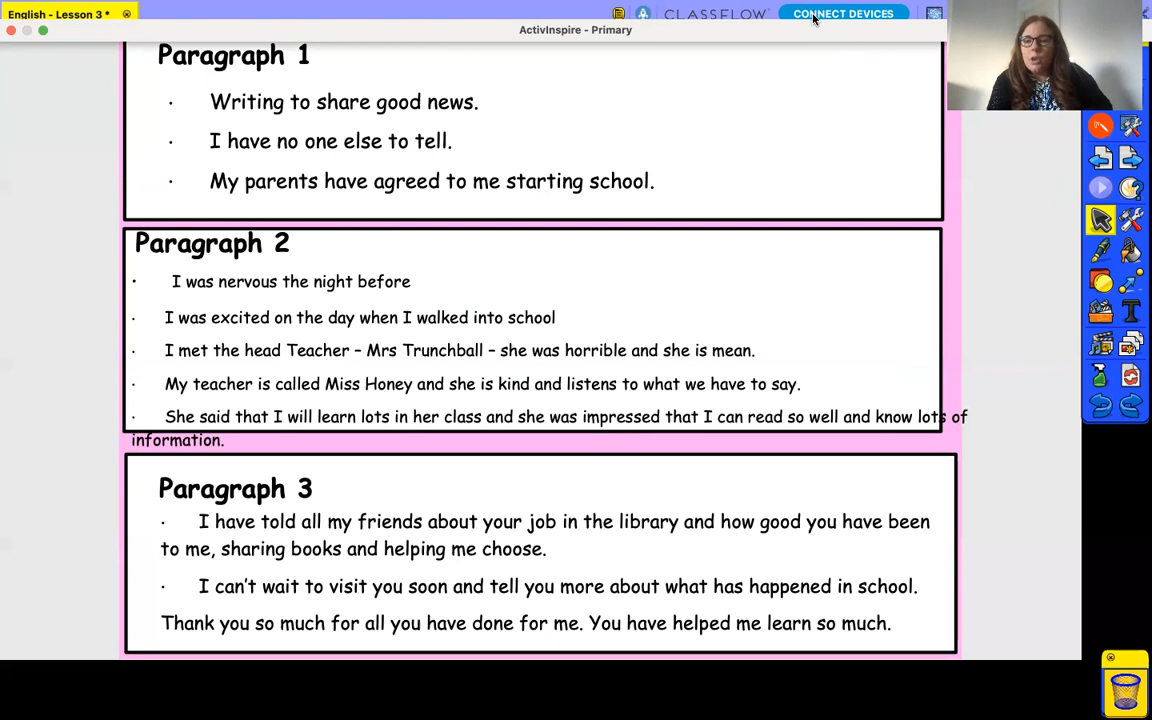 English - Lesson 3 *
CLASSFLOW
CONNECT DEVICES
ActivInspire - Primary
Paragraph 1
· Writing to share good news.
· I have no one else to tell.
· My parents have agreed to me starting school.
Paragraph 2
· I was nervous the night before
· I was excited on the day when I walked into school
· I met the head Teacher – Mrs Trunchball – she was horrible and she is mean.
· My teacher is called Miss Honey and she is kind and listens to what we have to say.
· She said that I will learn lots in her class and she was impressed that I can read so well and know lots of
information.
Paragraph 3
· I have told all my friends about your job in the library and how good you have been
to me, sharing books and helping me choose.
· I can't wait to visit you soon and tell you more about what has happened in school.
Thank you so much for all you have done for me. You have helped me learn so much.